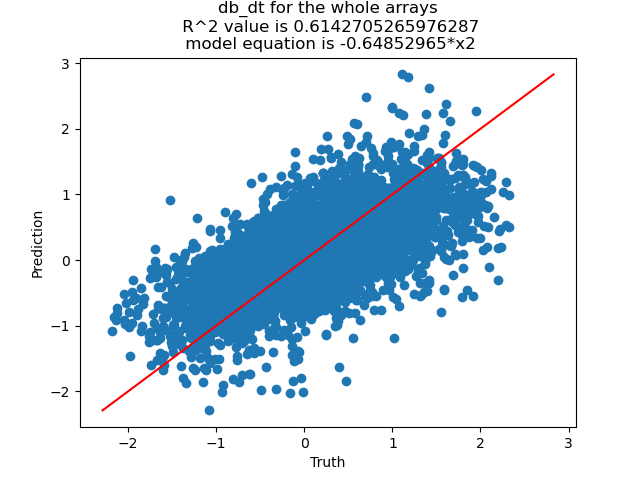 db_dt for the whole arrays
R^2 value is 0.6142705265976287
model equation is -0.64852965*x2
3
2
1
0
−1
−2
Prediction
−2 −1 0 1 2 3
Truth